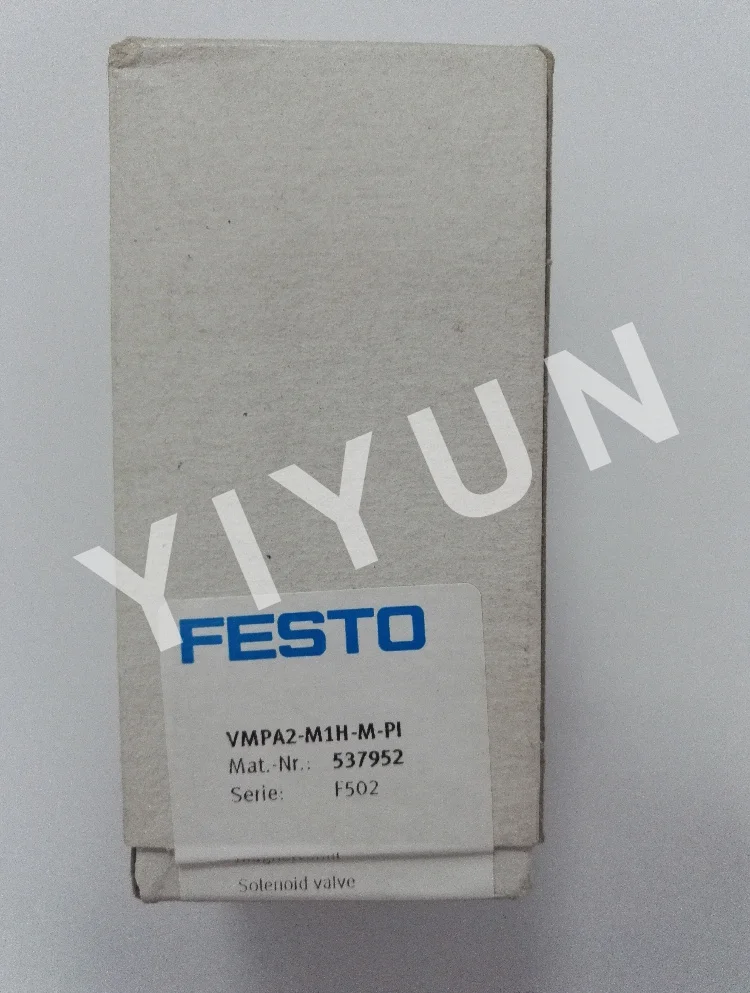 YIYUN
FESTO
VMPA2-M1H-M-PI
Mat.-Nr.: 537952
Serie: F502
Solenoid valve